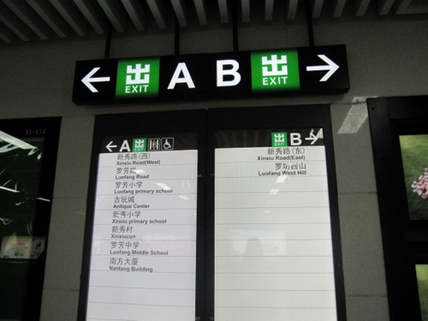 ← 出 EXIT A B 出 EXIT →
← A 出 EXIT
新秀路(西)
Xinxiu Road(West)
罗芳路
Luofang Road
罗芳小学
Luofang primary school
古玩城
Antique Center
新秀小学
Xinxiu primary school
新秀村
Xinxiucun
罗芳中学
Luofang Middle School
南方大厦
Nanfang Building
出 EXIT B →
新秀路(东)
Xinxiu Road(East)
罗芳西山
Luofang West Hill